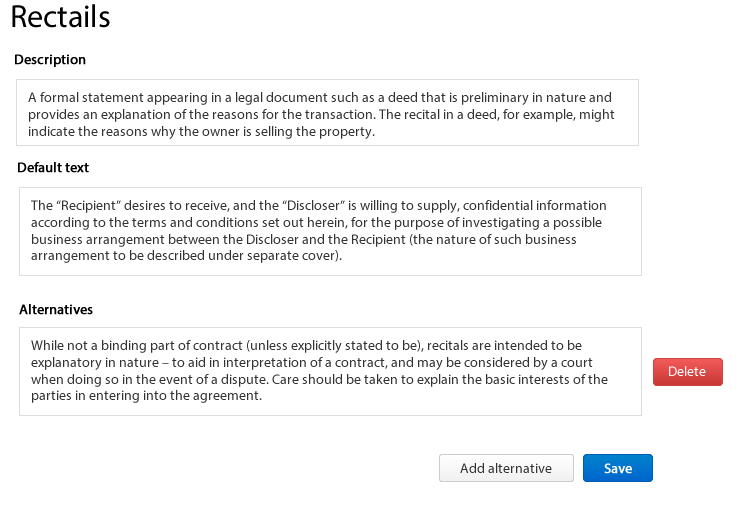 Rectails
Description
A formal statement appearing in a legal document such as a deed that is preliminary in nature and
provides an explanation of the reasons for the transaction. The recital in a deed, for example, might
indicate the reasons why the owner is selling the property.
Default text
The “Recipient” desires to receive, and the “Discloser” is willing to supply, confidential information
according to the terms and conditions set out herein, for the purpose of investigating a possible
business arrangement between the Discloser and the Recipient (the nature of such business
arrangement to be described under separate cover).
Alternatives
While not a binding part of contract (unless explicitly stated to be), recitals are intended to be
explanatory in nature – to aid in interpretation of a contract, and may be considered by a court
when doing so in the event of a dispute. Care should be taken to explain the basic interests of the
parties in entering into the agreement.
Delete
Add alternative
Save